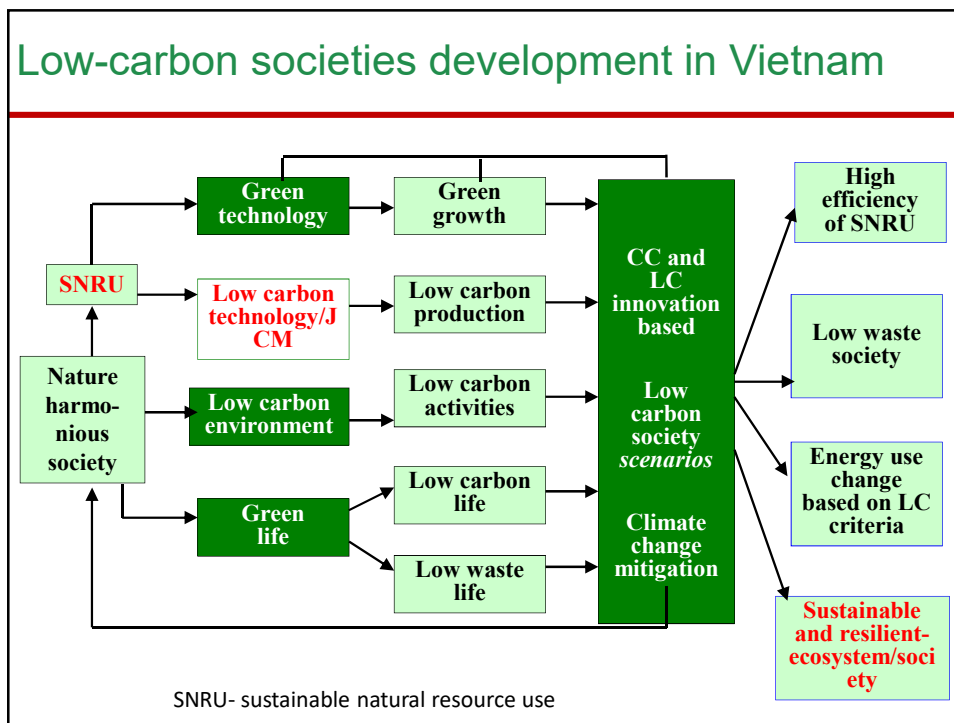 Low-carbon societies development in Vietnam
Green
technology
Green
growth
High
efficiency
of SNRU
SNRU
Low carbon
technology/J
CM
Low carbon
production
CC and
LC
innovation
based
Low
carbon
society
scenarios
Climate
change
mitigation
Low waste
society
Nature
harmo-
nious
society
Low carbon
environment
Low carbon
activities
Energy use
change
based on LC
criteria
Green
life
Low carbon
life
Low waste
life
Sustainable
and resilient-
ecosystem/soci
ety
SNRU- sustainable natural resource use